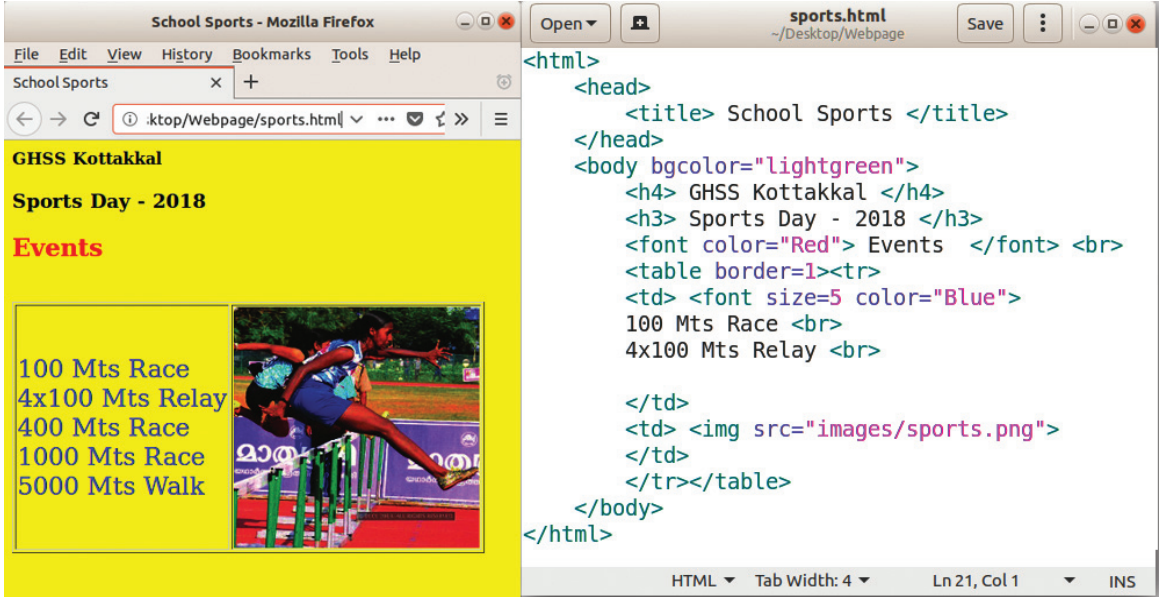 School Sports - Mozilla Firefox
File Edit View History Bookmarks Tools Help
School Sports × +
:ktop/Webpage/sports.html
GHSS Kottakkal
Sports Day - 2018
Events
100 Mts Race
4x100 Mts Relay
400 Mts Race
1000 Mts Race
5000 Mts Walk
മാതൃ
Open
sports.html
~/Desktop/Webpage
Save
<html>
<head>
<title> School Sports </title>
</head>
<body bgcolor="lightgreen">
<h4> GHSS Kottakkal </h4>
<h3> Sports Day - 2018 </h3>
<font color="Red"> Events </font> <br>
<table border=1><tr>
<td> <font size=5 color="Blue">
100 Mts Race <br>
4x100 Mts Relay <br>
</td>
<td> <img src="images/sports.png">
</td>
</tr></table>
</body>
</html>
HTML Tab Width: 4 Ln 21, Col 1 INS